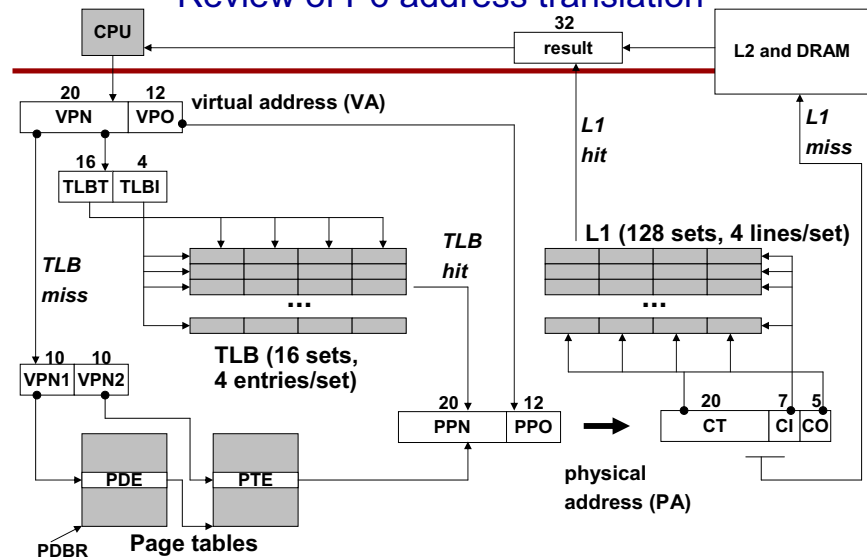 Review of P6 address translation
CPU
32
result
L2 and DRAM
20 12
VPN VPO
virtual address (VA)
L1
hit
L1
miss
16 4
TLBT TLBI
TLB
miss
TLB
hit
L1 (128 sets, 4 lines/set)
...
...
TLB (16 sets,
4 entries/set)
10 10
VPN1 VPN2
20 12
PPN PPO
20 7 5
CT CI CO
PDE
PTE
physical
address (PA)
PDBR
Page tables